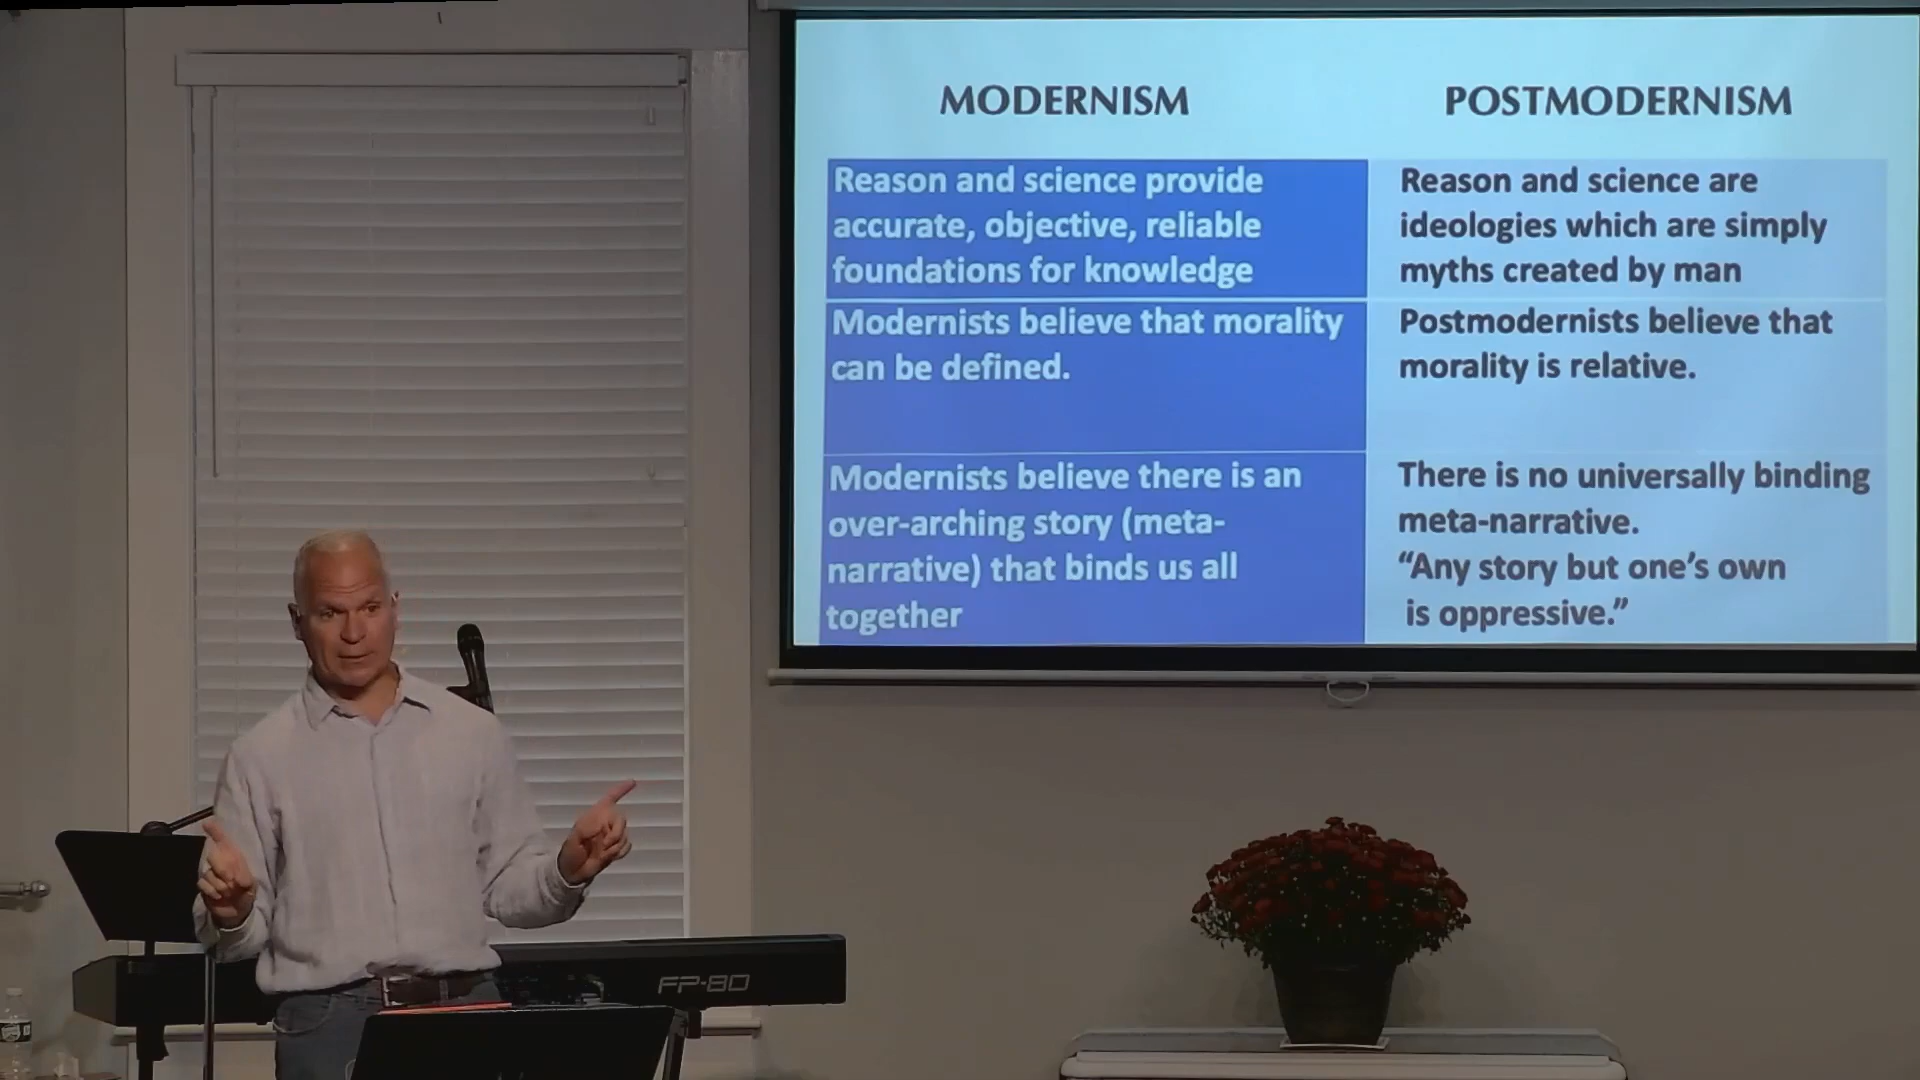 MODERNISM
POSTMODERNISM
Reason and science provide
accurate, objective, reliable
foundations for knowledge
Reason and science are
ideologies which are simply
myths created by man
Modernists believe that morality
can be defined.
Postmodernists believe that
morality is relative.
Modernists believe there is an
over-arching story (meta-
narrative) that binds us all
together
There is no universally binding
meta-narrative.
“Any story but one’s own
is oppressive.”
FP-80